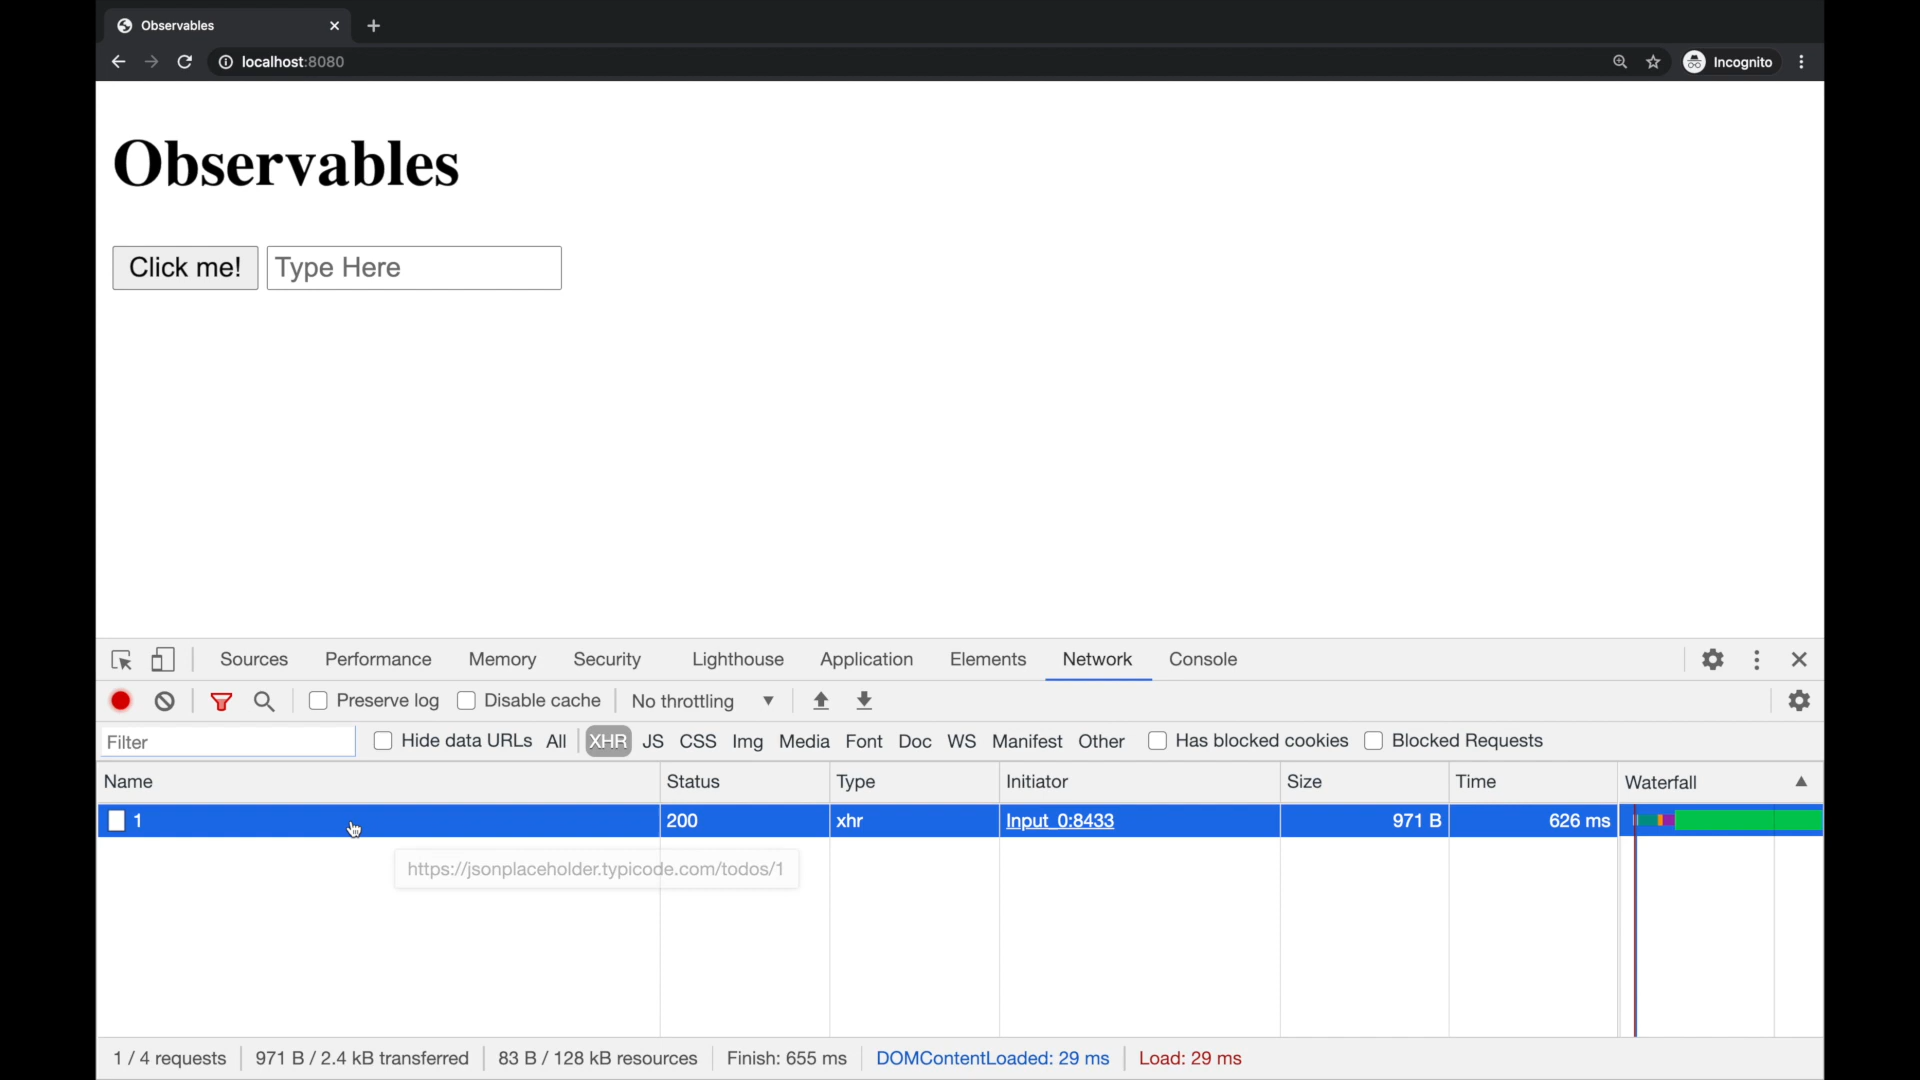 Observables
localhost:8080
Incognito
Observables
Click me!
Type Here
Sources Performance Memory Security Lighthouse Application Elements Network Console
Preserve log Disable cache No throttling
Filter Hide data URLs All XHR JS CSS Img Media Font Doc WS Manifest Other Has blocked cookies Blocked Requests
Name Status Type Initiator Size Time Waterfall
1 200 xhr Input_0:8433 971 B 626 ms
https://jsonplaceholder.typicode.com/todos/1
1 / 4 requests 971 B / 2.4 kB transferred 83 B / 128 kB resources Finish: 655 ms DOMContentLoaded: 29 ms Load: 29 ms